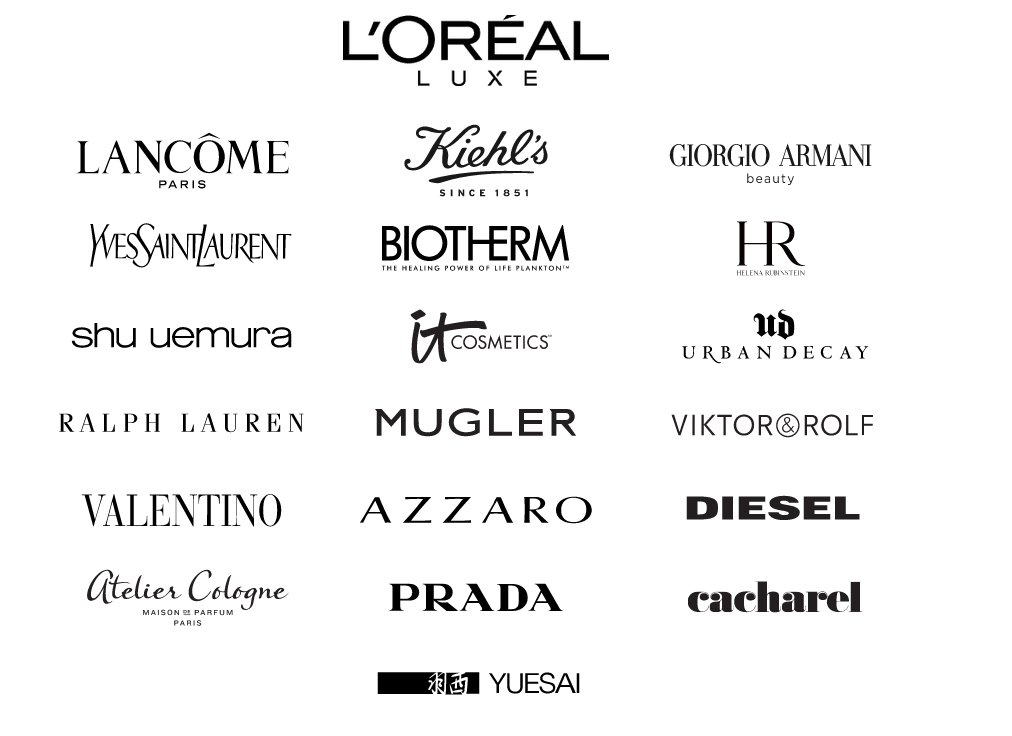 L'ORÉAL
LUXE
LANCÔME
PARIS
Kiehl's
SINCE 1851
GIORGIO ARMANI
beauty
YVESSAINTLAURENT
BIOTHERM
THE HEALING POWER OF LIFE PLANKTON™
HR
HELENA RUBINSTEIN
shu uemura
it COSMETICS™
ud
URBAN DECAY
RALPH LAUREN
MUGLER
VIKTOR&ROLF
VALENTINO
AZZARO
DIESEL
Atelier Cologne
MAISON DE PARFUM
PARIS
PRADA
cacharel
羽西 YUESAI